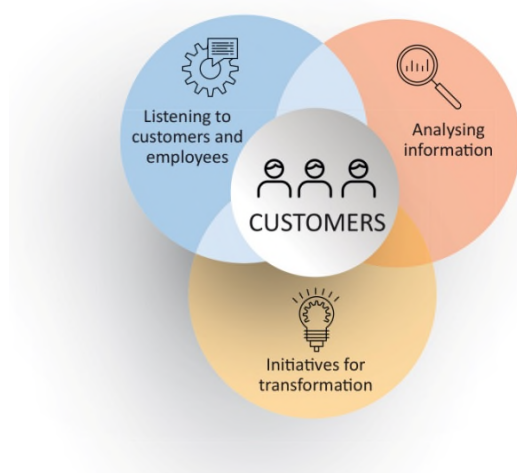 Listening to
customers and
employees
Analysing
information
CUSTOMERS
Initiatives for
transformation